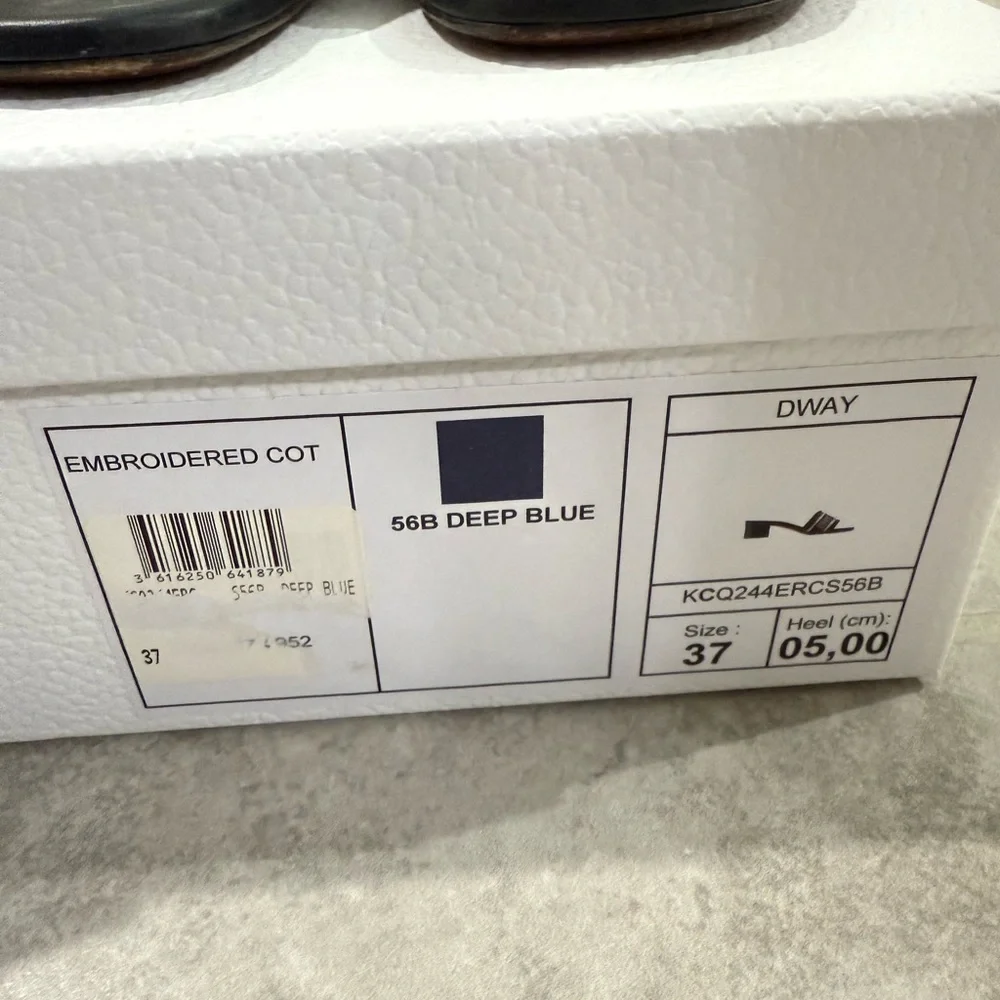 EMBROIDERED COT
3 616250 641879
DEEP BLUE
4952
37
56B DEEP BLUE
DWAY
KCQ244ERCS56B
Size :
37
Heel (cm):
05,00